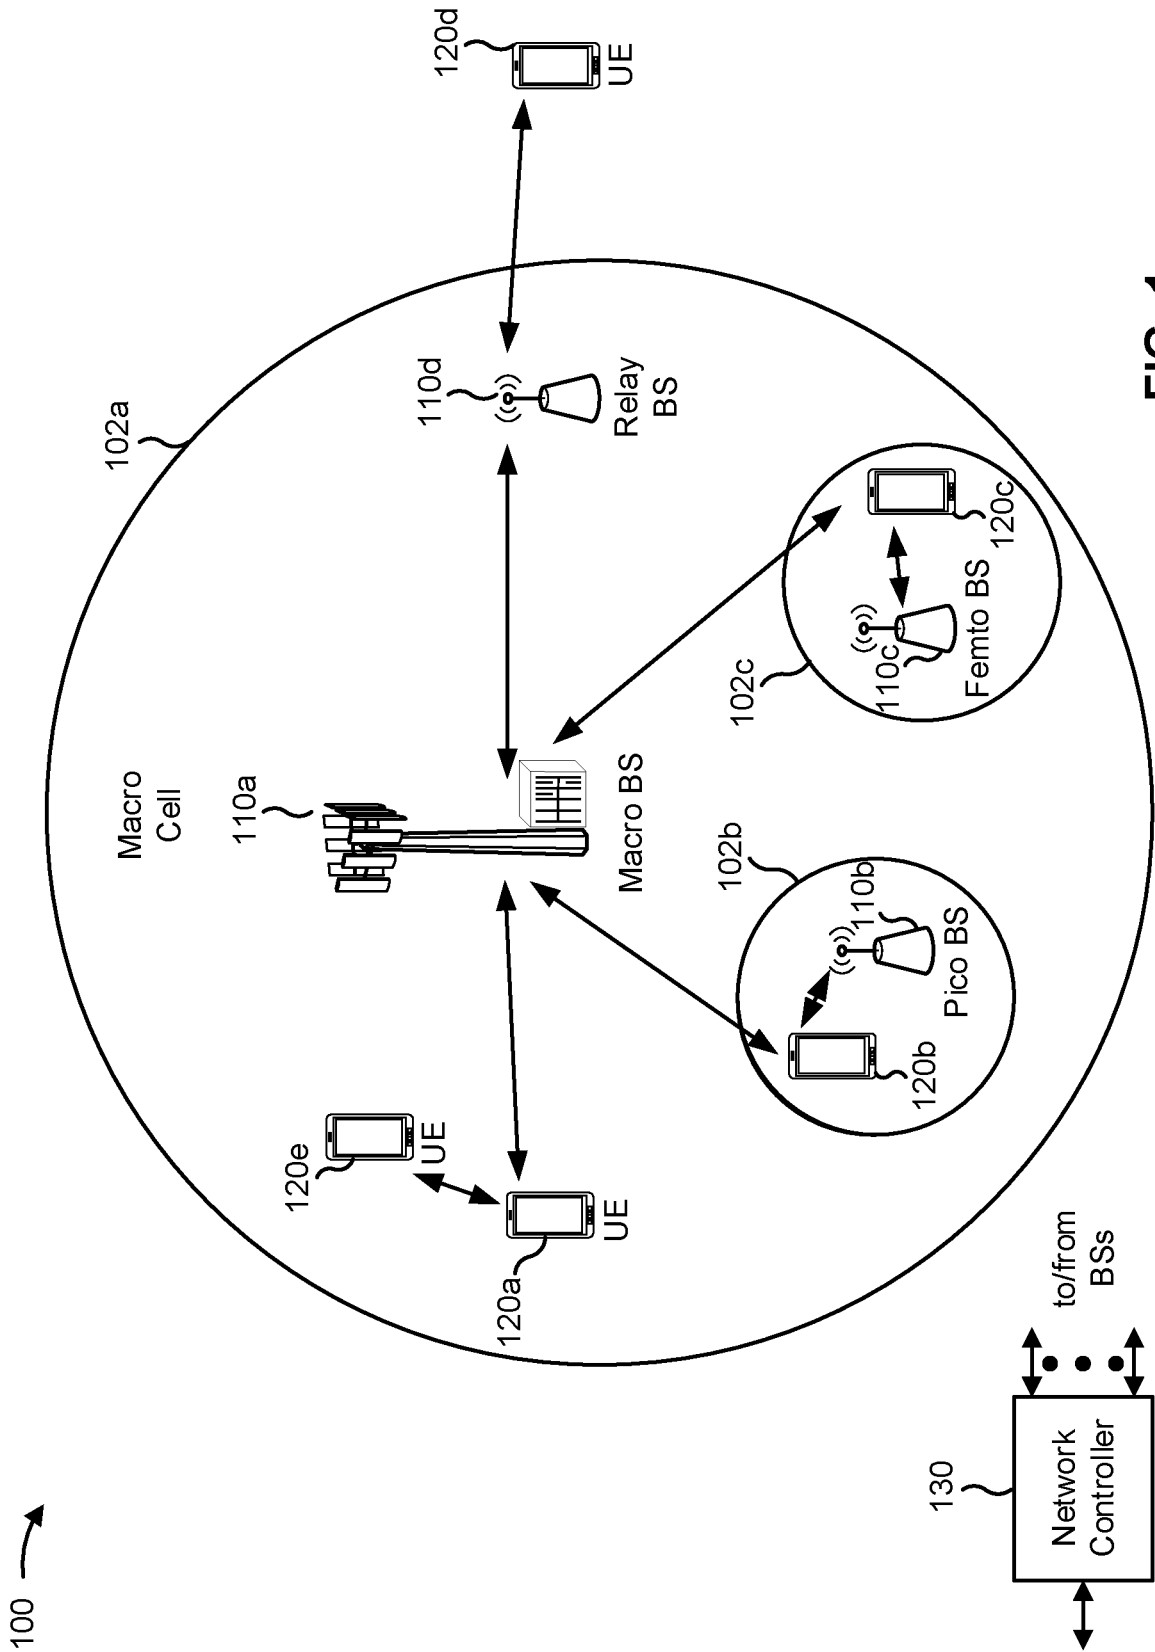 100
Macro
Cell
102a
110a
120e
UE
110d
120d
120a
UE
Macro BS
Relay
BS
UE
102b
102c
110b
110c
120b
Pico BS
Femto BS
120c
130
Network
Controller
to/from
BSs
FIG. 1